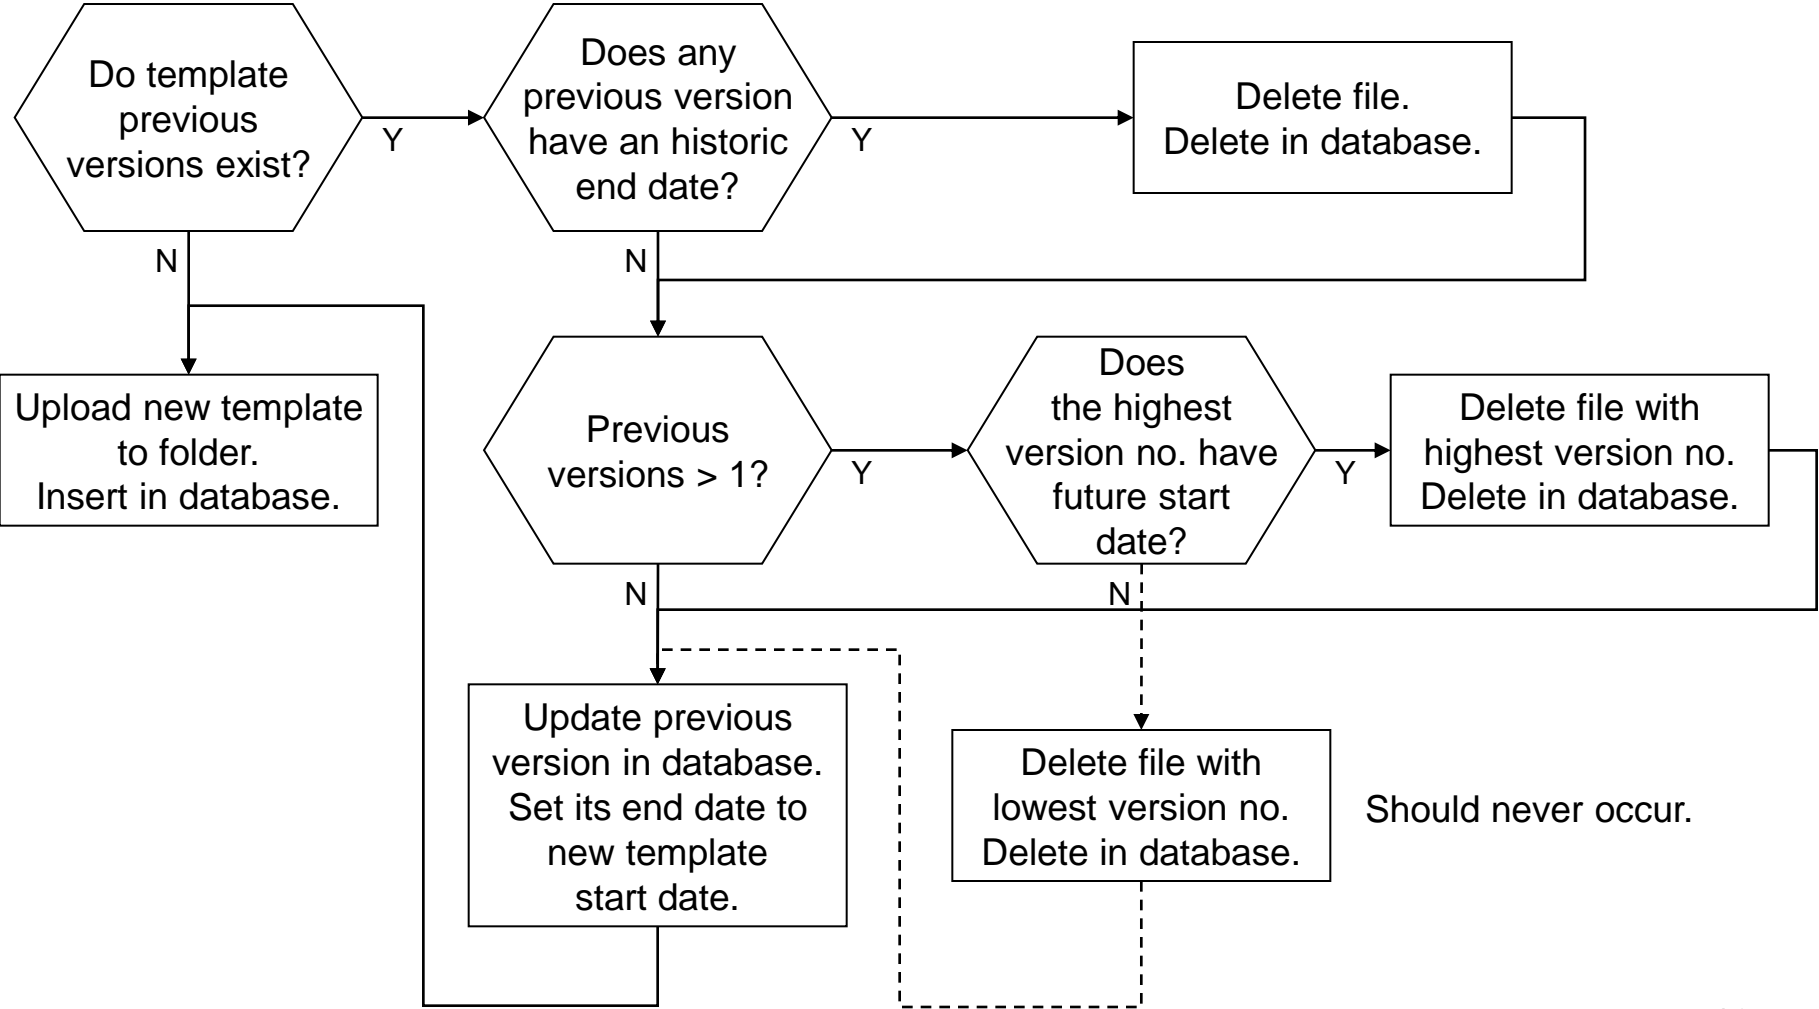 Do template
previous
versions exist?
Y
N
Does any
previous version
have an historic
end date?
Y
N
Delete file.
Delete in database.
Upload new template
to folder.
Insert in database.
Previous
versions > 1?
Y
N
Does
the highest
version no. have
future start
date?
Y
N
Delete file with
highest version no.
Delete in database.
Update previous
version in database.
Set its end date to
new template
start date.
Delete file with
lowest version no.
Delete in database.
Should never occur.